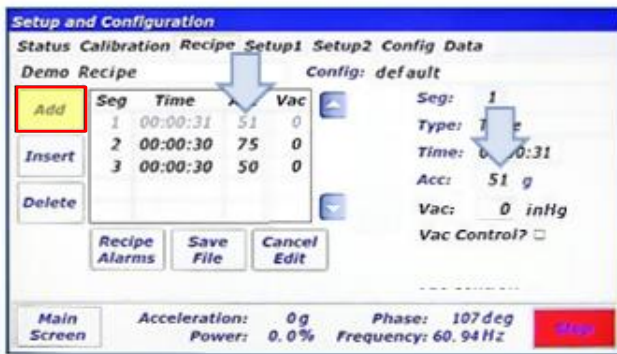 Setup and Configuration
Status Calibration Recipe Setup1 Setup2 Config Data
Demo Recipe Config: default
Add
Insert
Delete
Seg Time Vac
1 00:00:31 51 0
2 00:00:30 75 0
3 00:00:30 50 0
Recipe Alarms
Save File
Cancel Edit
Seg: 1
Type:
Time: :31
Acc: 51 g
Vac: 0 inHg
Vac Control?
Main Screen
Acceleration: 0 g
Power: 0.0%
Phase: 107 deg
Frequency: 60.94 Hz
Stop